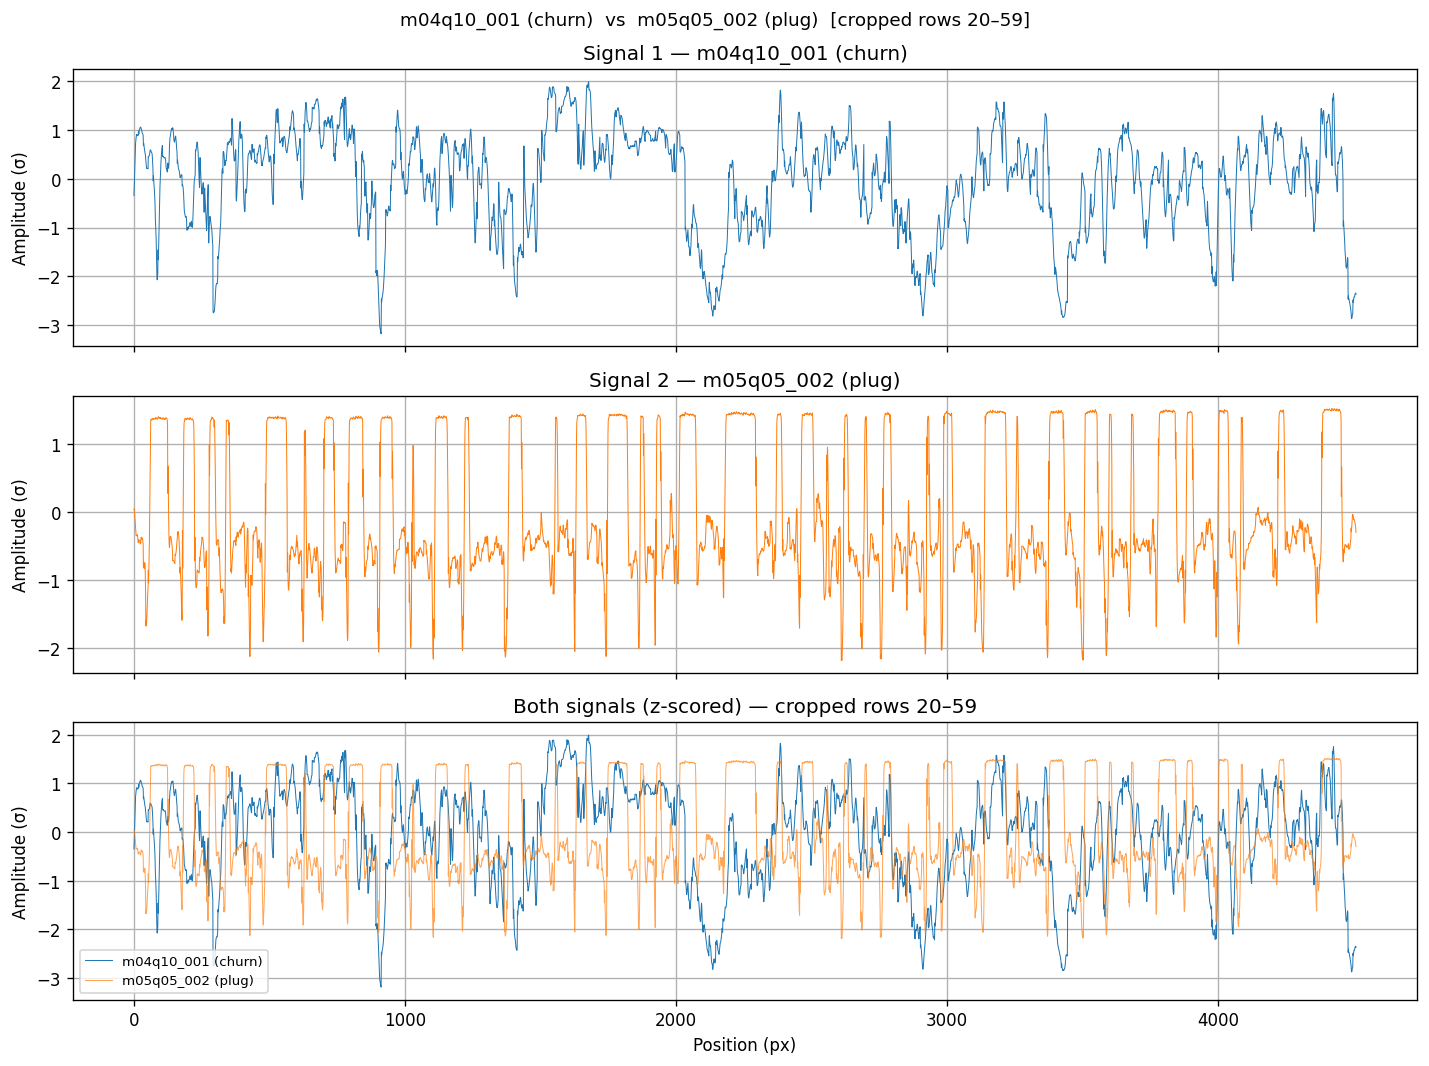 m04q10_001 (churn)  vs  m05q05_002 (plug)  [cropped rows 20–59]
Signal 1 — m04q10_001 (churn)
2
1
0
−1
−2
−3
Amplitude (σ)
Signal 2 — m05q05_002 (plug)
1
0
−1
−2
Amplitude (σ)
Both signals (z-scored) — cropped rows 20–59
2
1
0
−1
−2
−3
Amplitude (σ)
m04q10_001 (churn)
m05q05_002 (plug)
0 1000 2000 3000 4000
Position (px)